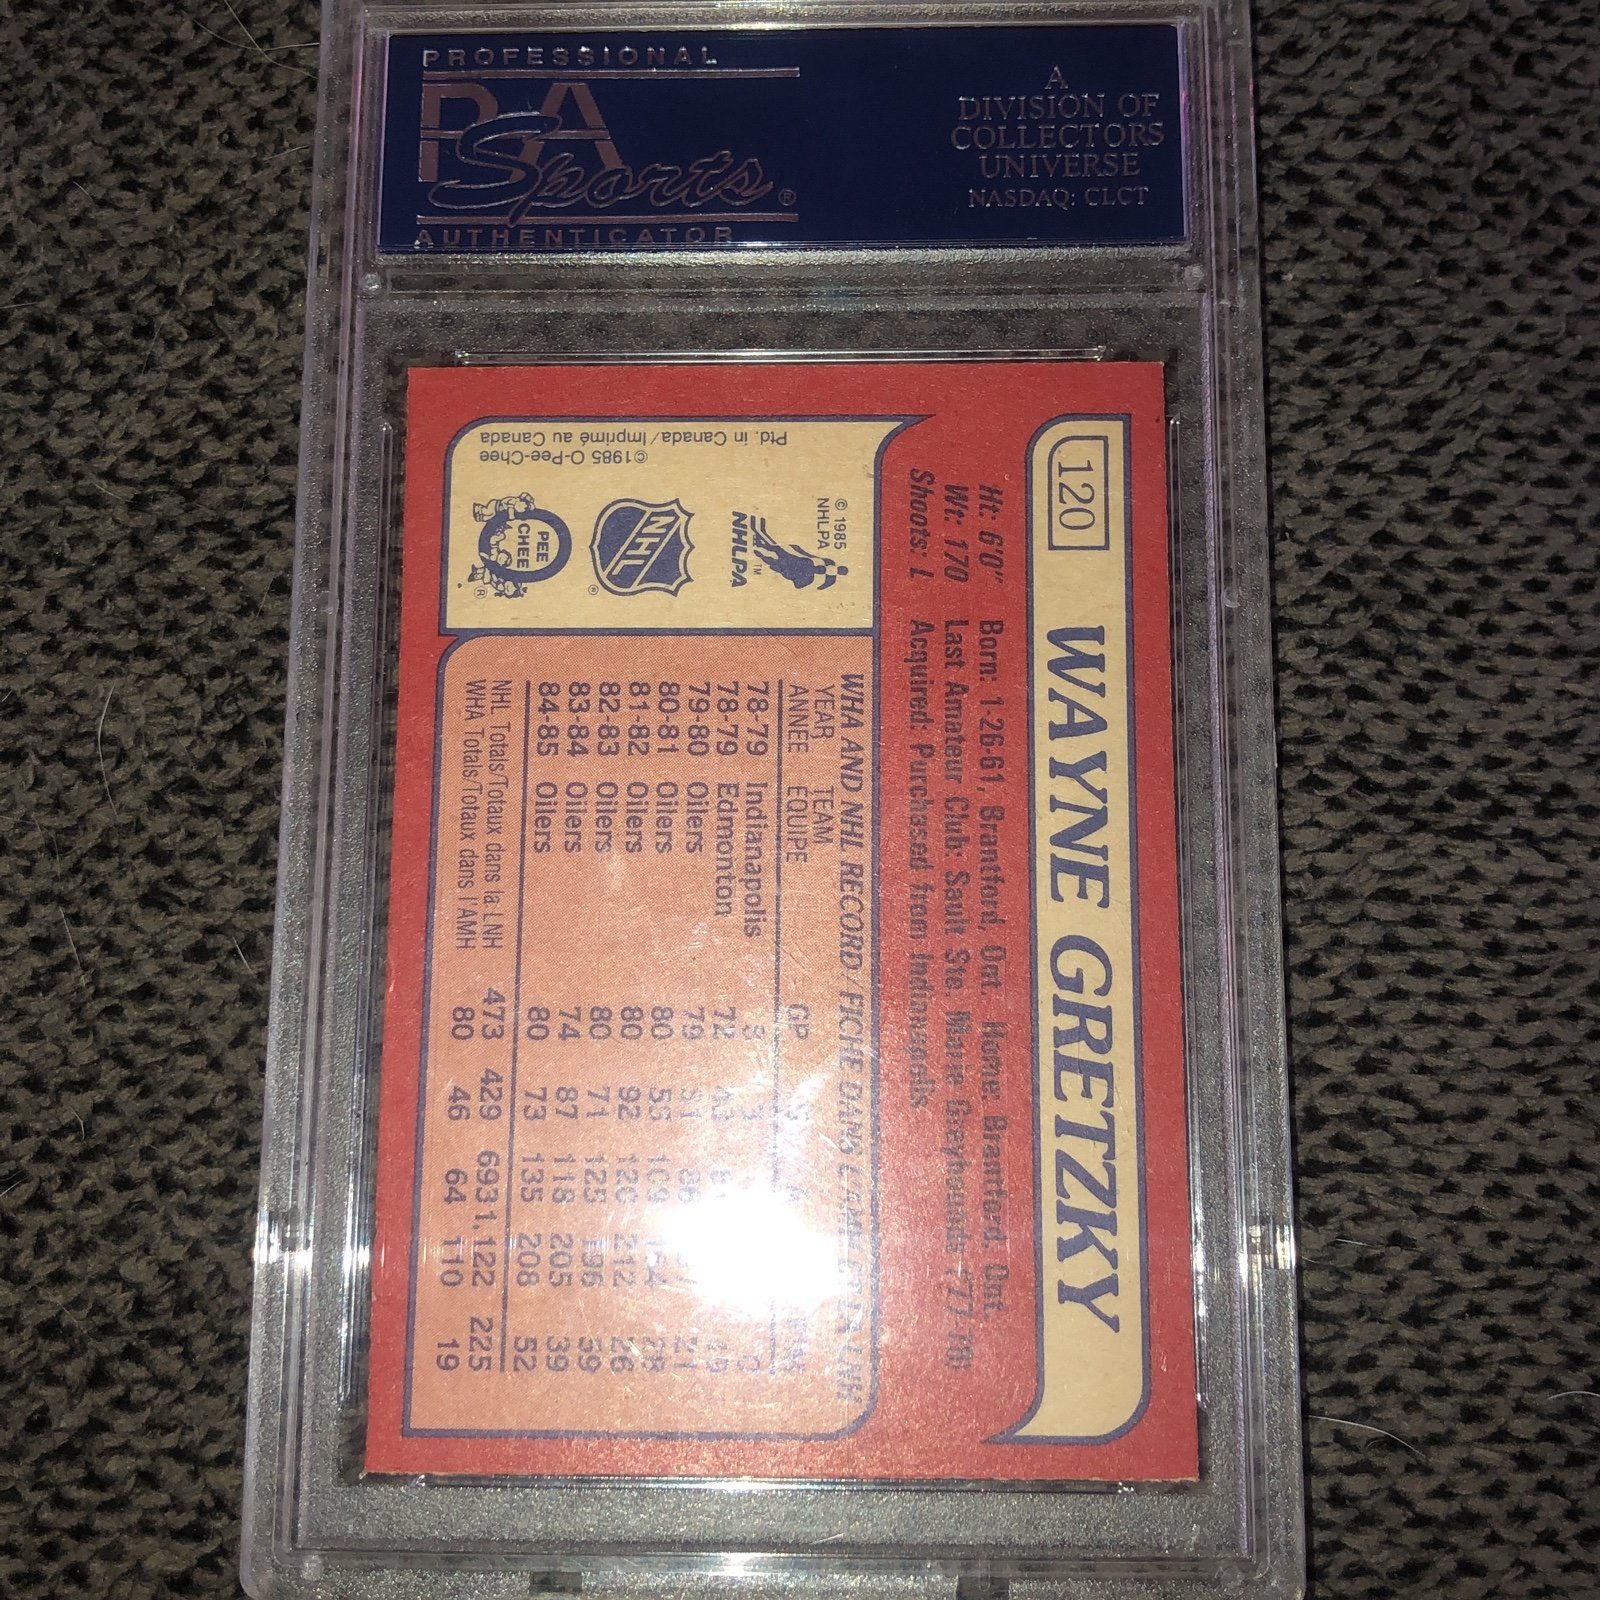 PROFESSIONAL
PSA
Sports ®
AUTHENTICATOR
A
DIVISION OF
COLLECTORS
UNIVERSE
NASDAQ: CLCT
120 WAYNE GRETZKY
Ht: 6'0" Born: 1-26-61, Brantford, Ont. Home: Brantford, Ont.
Wt: 170 Last Amateur Club: Sault Ste. Marie Greyhounds
Shoots: L Acquired: Purchased from Indianapolis
© 1985
NHLPA
NHLPA™
NHL ®
O PEE CHEE ®
©1985 O-Pee-Chee
Ptd. in Canada/Imprimé au Canada
WHA AND NHL RECORD/FICHE DANS
YEAR TEAM
ANNEE EQUIPE GP
78-79 Indianapolis
78-79 Edmonton 72
79-80 Oilers 79
80-81 Oilers 80 55 109
81-82 Oilers 80 92 120 212 26
82-83 Oilers 80 71 125 196 59
83-84 Oilers 74 87 118 205 39
84-85 Oilers 80 73 135 208 52
NHL Totals/Totaux dans la LNH 473 429 693 1,122 225
WHA Totals/Totaux dans l'AMH 80 46 64 110 19